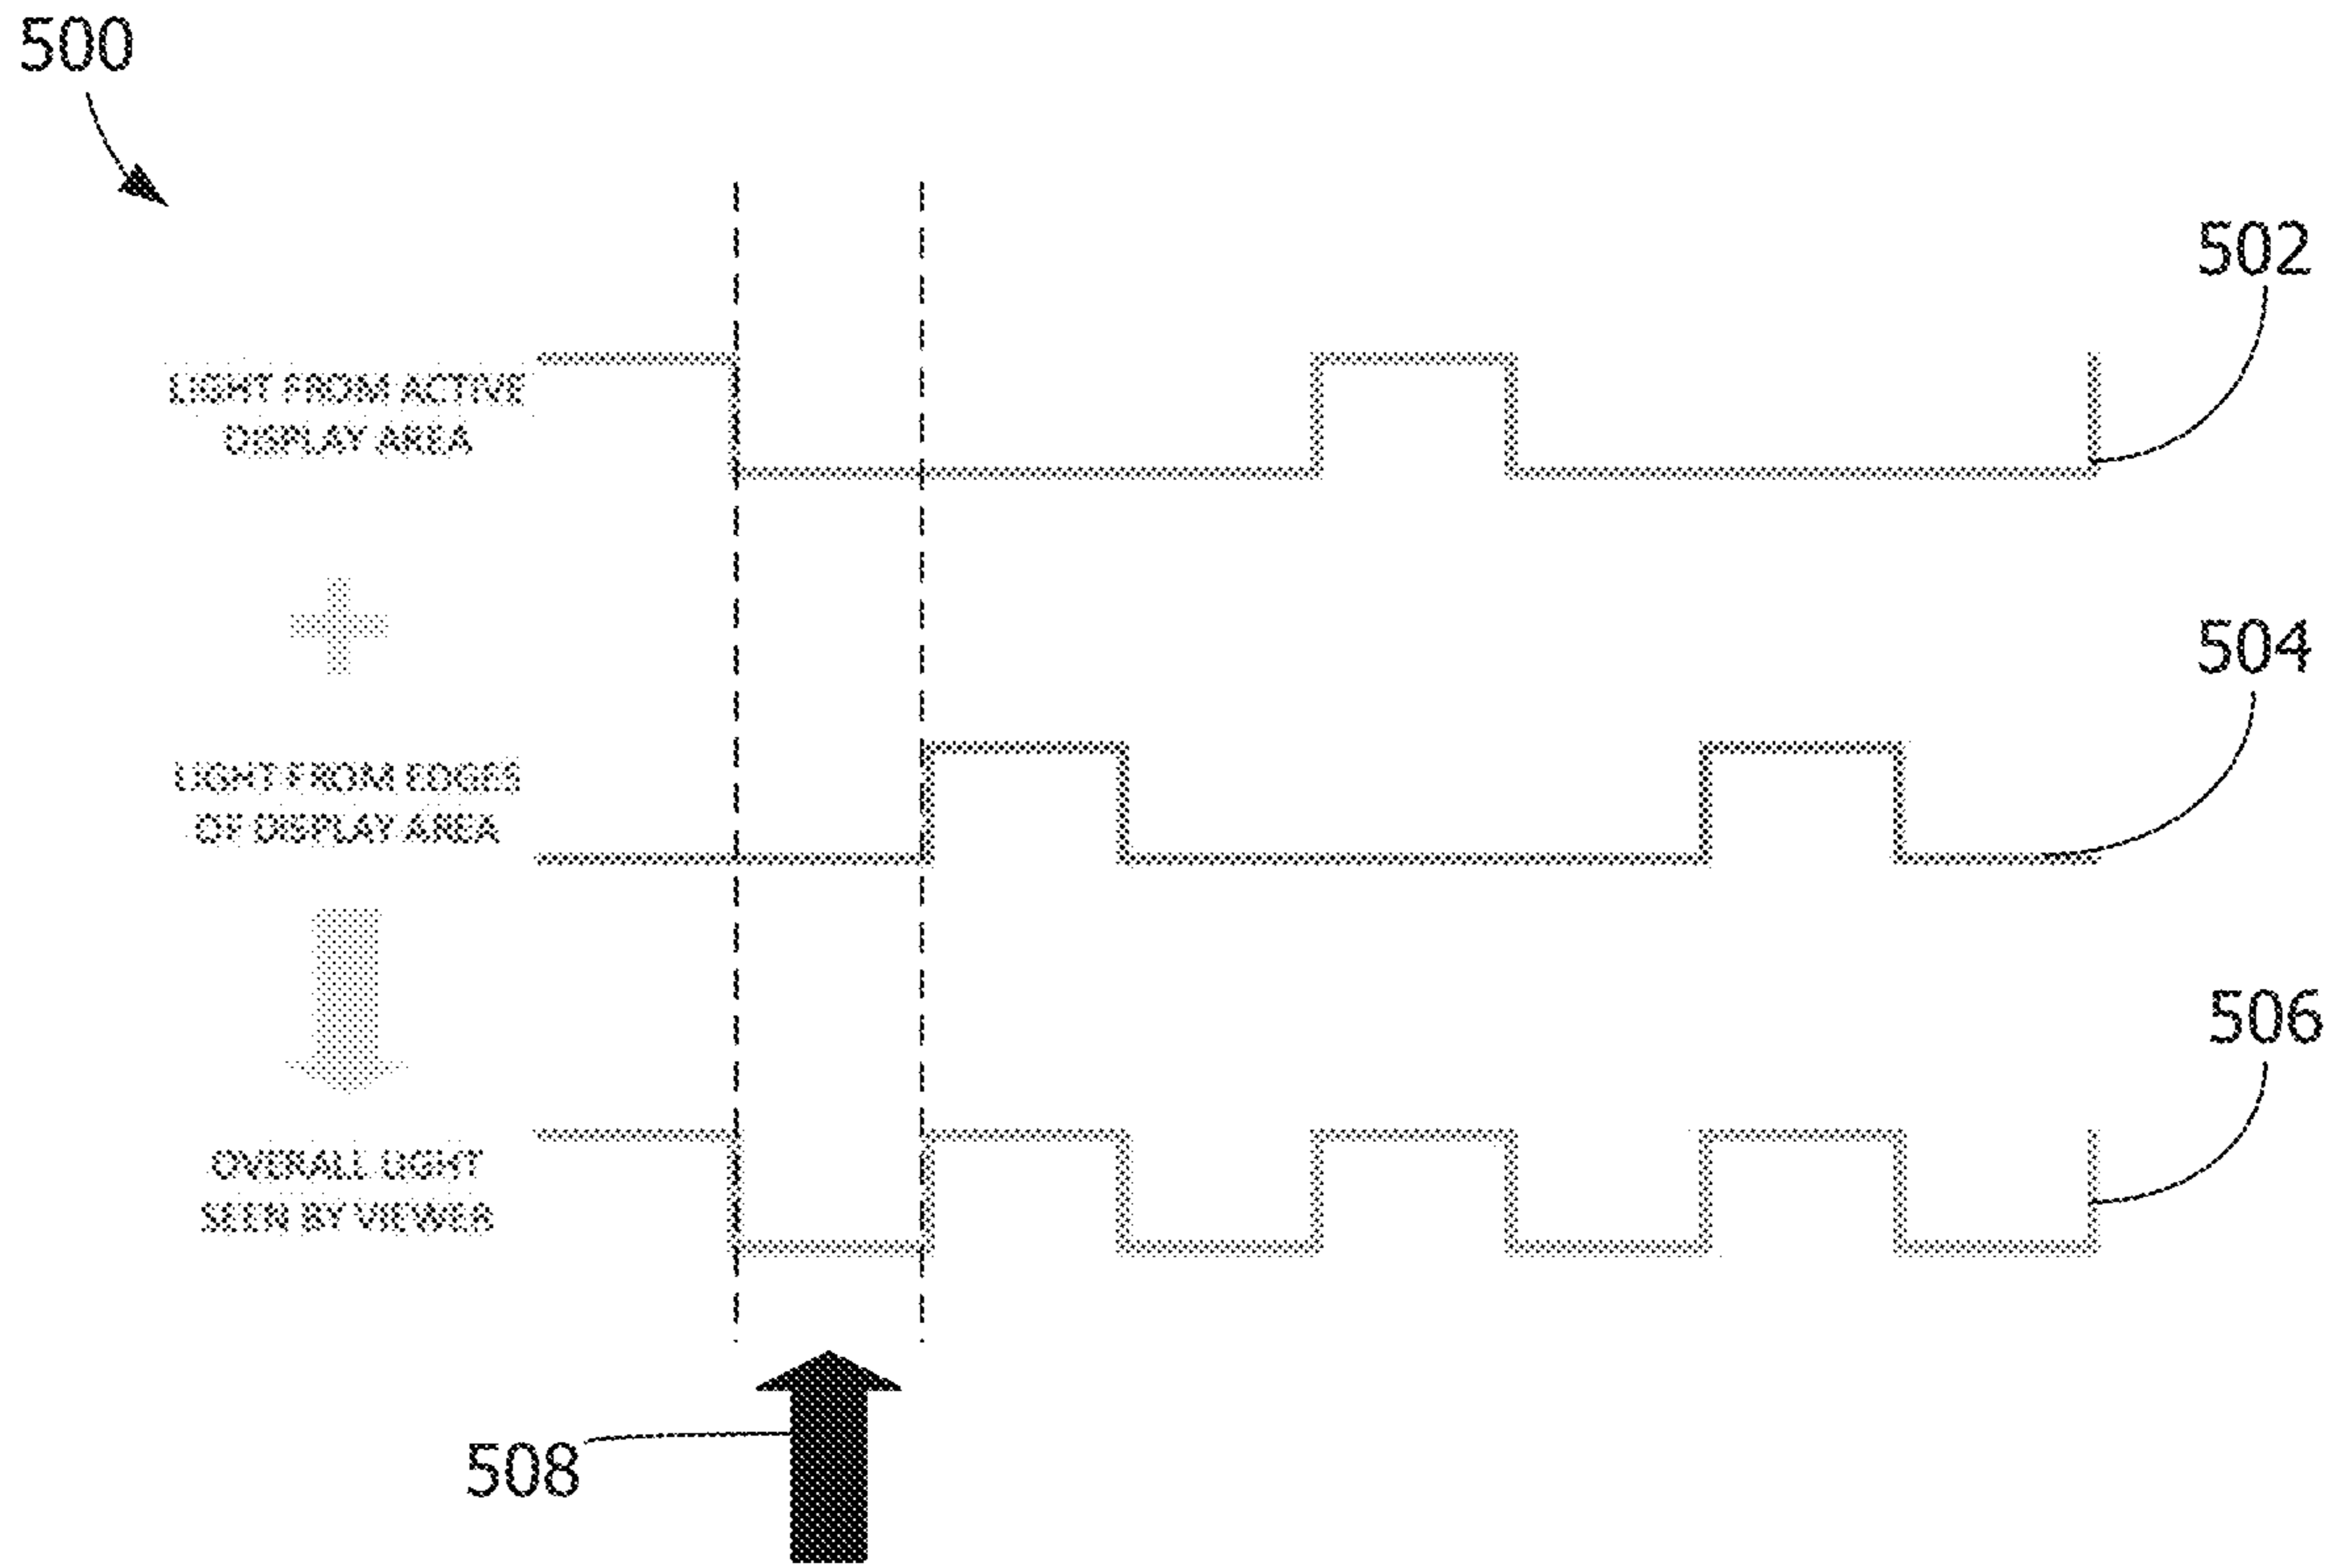 500
502
LIGHT FROM ACTIVE
DISPLAY AREA
504
LIGHT FROM EDGES
OF DISPLAY AREA
506
OVERALL LIGHT
SEEN BY VIEWER
508